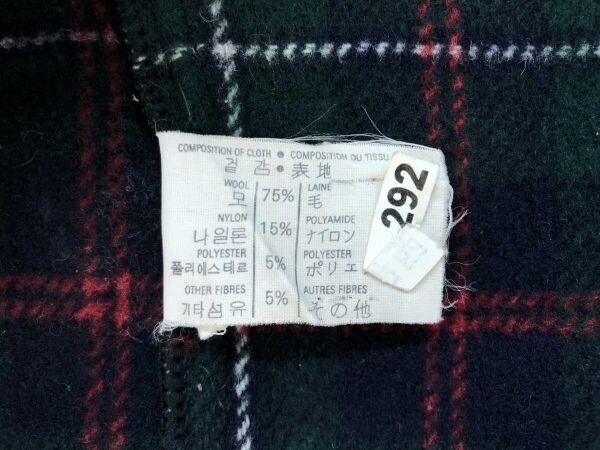 COMPOSITION OF CLOTH • COMPOSITION DU TISSU
겉 감 • 表地
WOOL 75% LAINE
모 毛
NYLON 15% POLYAMIDE
나일론 ナイロン
POLYESTER 5% POLYESTER
폴리에스테르 ポリエ
OTHER FIBRES 5% AUTRES FIBRES
기타섬유 その他
292